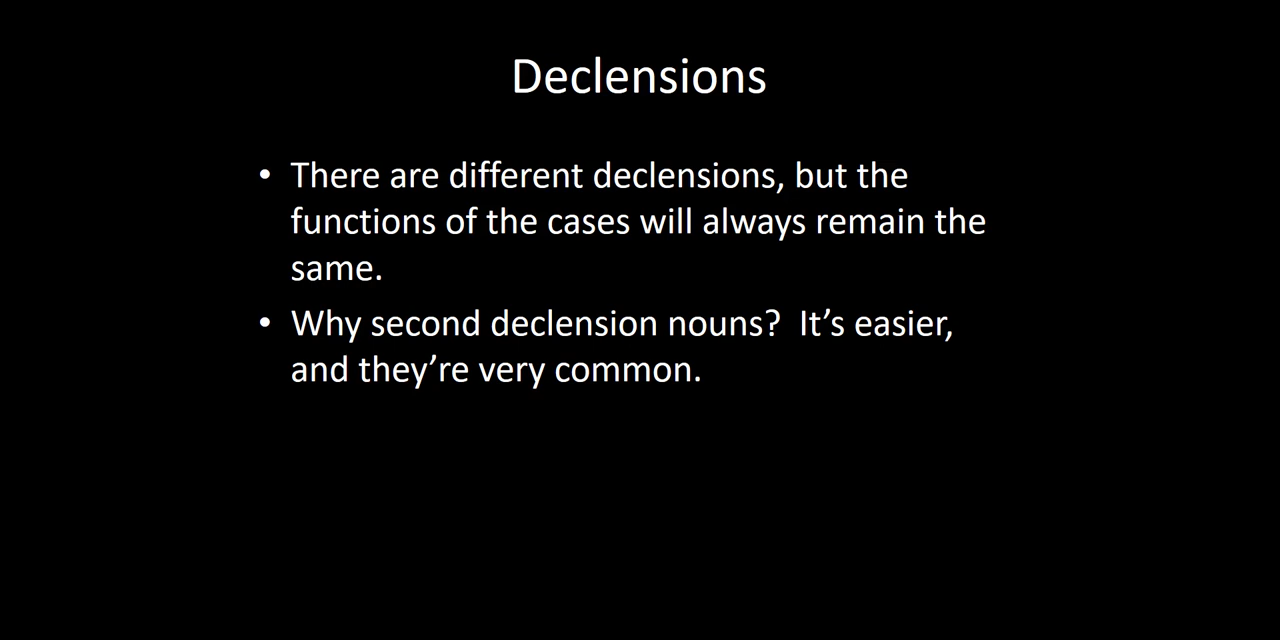 Declensions
• There are different declensions, but the
functions of the cases will always remain the
same.
• Why second declension nouns?  It’s easier,
and they’re very common.